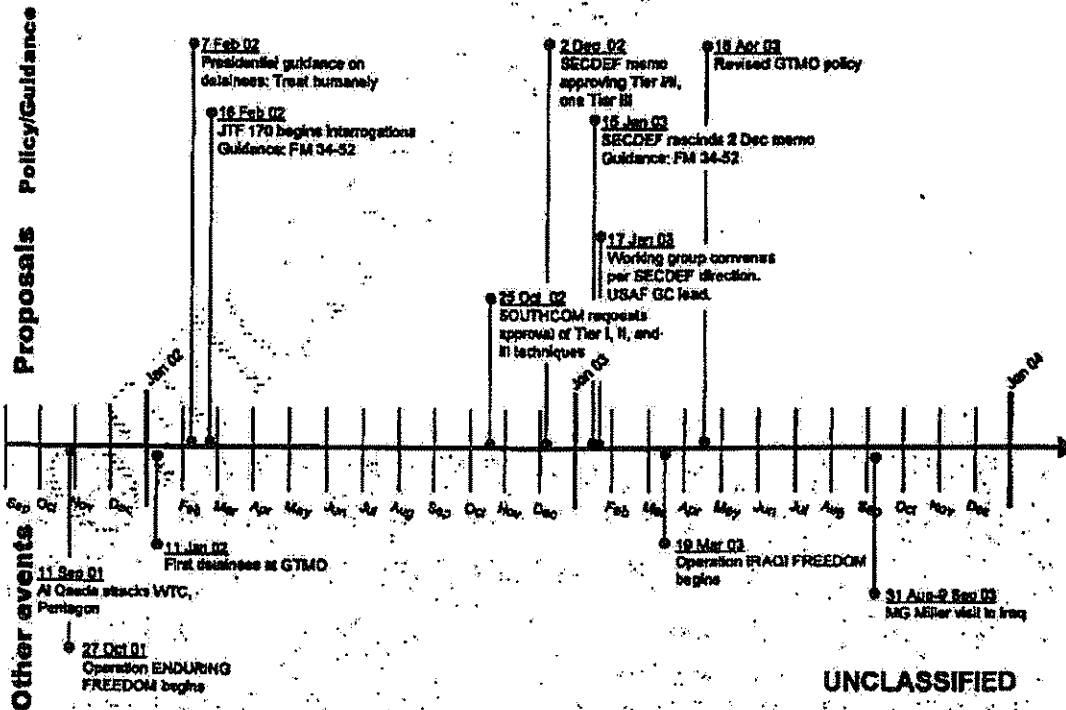 Policy/Guidance
Proposals
Other events
7 Feb 02
Presidential guidance on
detainees: Treat humanely
16 Feb 02
JTF 170 begins interrogations
Guidance: FM 34-52
2 Dec 02
SECDEF memo
approving Tier I/II,
one Tier III
15 Jan 03
SECDEF rescinds 2 Dec memo
Guidance: FM 34-52
16 Apr 03
Revised GTMO policy
17 Jan 03
Working group convenes
per SECDEF direction.
USAF GC lead.
25 Oct 02
SOUTHCOM requests
approval of Tier I, II, and
III techniques
Jan 02
Jan 03
Jan 04
Sep Oct Nov Dec Feb Mar Apr May Jun Jul Aug Sep Oct Nov Dec Feb Mar Apr May Jun Jul Aug Sep Oct Nov Dec
11 Sep 01
Al Qaeda attacks WTC,
Pentagon
27 Oct 01
Operation ENDURING
FREEDOM begins
11 Jan 02
First detainees at GTMO
19 Mar 03
Operation IRAQI FREEDOM
begins
31 Aug-9 Sep 03
MG Miller visit to Iraq
UNCLASSIFIED